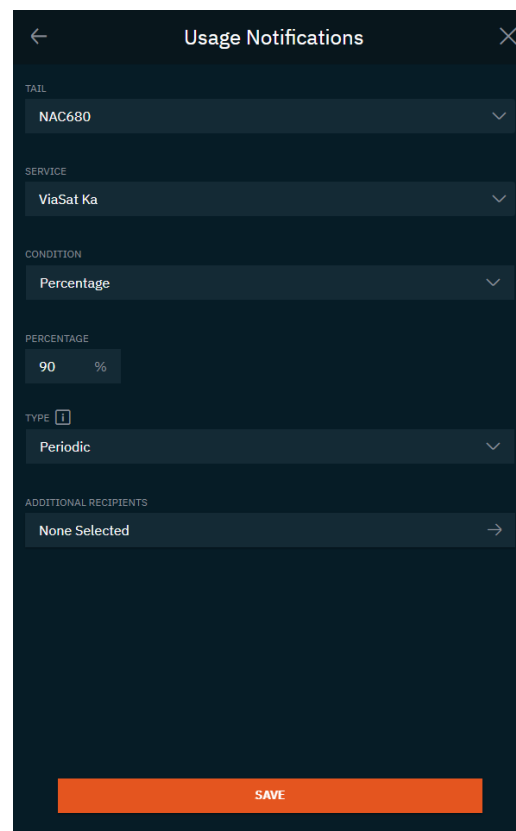 Usage Notifications
TAIL
NAC680
SERVICE
ViaSat Ka
CONDITION
Percentage
PERCENTAGE
90 %
TYPE i
Periodic
ADDITIONAL RECIPIENTS
None Selected
SAVE